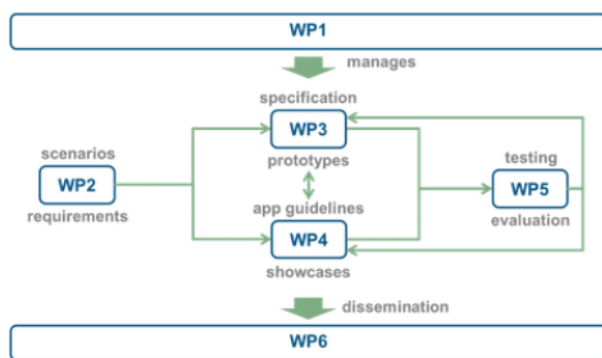 WP1
manages
specification
WP3
prototypes
scenarios
WP2
requirements
testing
WP5
evaluation
app guidelines
WP4
showcases
dissemination
WP6